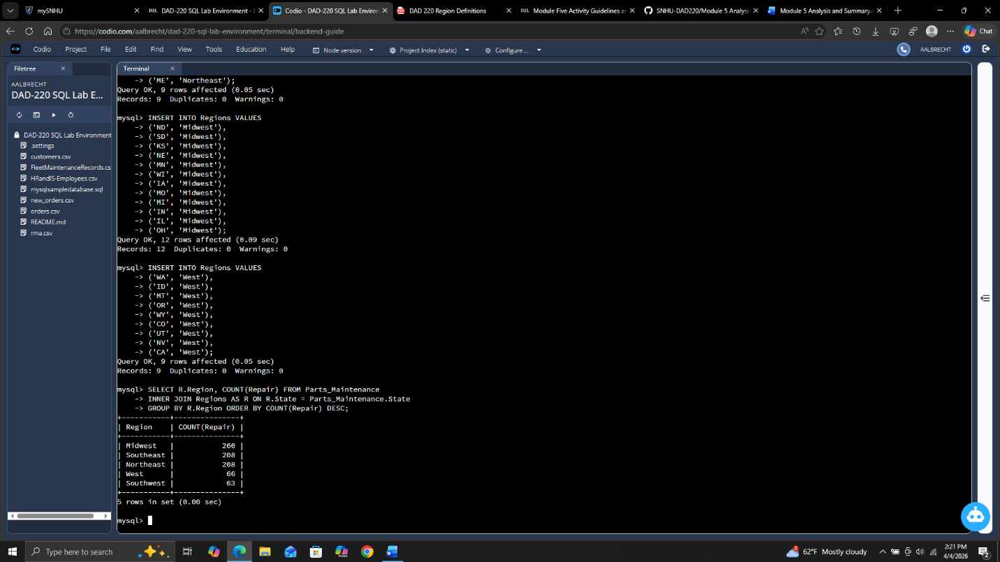 mySNHU
D2L DAD-220 SQL Lab Environment - D
Codio - DAD-220 SQL Lab Environ
DAD 220 Region Definitions
D2L Module Five Activity Guidelines an
SNHU-DAD220/Module 5 Analysis
Module 5 Analysis and Summary.d
https://codio.com/aalbrecht/dad-220-sql-lab-environment/terminal/backend-guide
Chat
Codio Project File Edit Find View Tools Education Help Node version Project Index (static) Configure... AALBRECHT
Filetree
AALBRECHT
DAD-220 SQL Lab E...
DAD-220 SQL Lab Environment
.settings
customers.csv
FleetMaintenanceRecords.cs
HRandIS-Employees.csv
mysqlsampledatabase.sql
new_orders.csv
orders.csv
README.md
rma.csv
Terminal
-> ('ME', 'Northeast');
Query OK, 9 rows affected (0.05 sec)
Records: 9  Duplicates: 0  Warnings: 0
mysql> INSERT INTO Regions VALUES
-> ('ND', 'Midwest'),
-> ('SD', 'Midwest'),
-> ('KS', 'Midwest'),
-> ('NE', 'Midwest'),
-> ('MN', 'Midwest'),
-> ('WI', 'Midwest'),
-> ('IA', 'Midwest'),
-> ('MO', 'Midwest'),
-> ('MI', 'Midwest'),
-> ('IN', 'Midwest'),
-> ('IL', 'Midwest'),
-> ('OH', 'Midwest');
Query OK, 12 rows affected (0.09 sec)
Records: 12  Duplicates: 0  Warnings: 0
mysql> INSERT INTO Regions VALUES
-> ('WA', 'West'),
-> ('ID', 'West'),
-> ('MT', 'West'),
-> ('OR', 'West'),
-> ('WY', 'West'),
-> ('CO', 'West'),
-> ('UT', 'West'),
-> ('NV', 'West'),
-> ('CA', 'West');
Query OK, 9 rows affected (0.05 sec)
Records: 9  Duplicates: 0  Warnings: 0
mysql> SELECT R.Region, COUNT(Repair) FROM Parts_Maintenance
-> INNER JOIN Regions AS R ON R.State = Parts_Maintenance.State
-> GROUP BY R.Region ORDER BY COUNT(Repair) DESC;
+-----------+---------------+
| Region    | COUNT(Repair) |
+-----------+---------------+
| Midwest   |           260 |
| Southeast |           208 |
| Northeast |           208 |
| West      |            66 |
| Southwest |            63 |
+-----------+---------------+
5 rows in set (0.00 sec)
mysql>
Type here to search
62°F Mostly cloudy
2:21 PM
4/4/2026
2